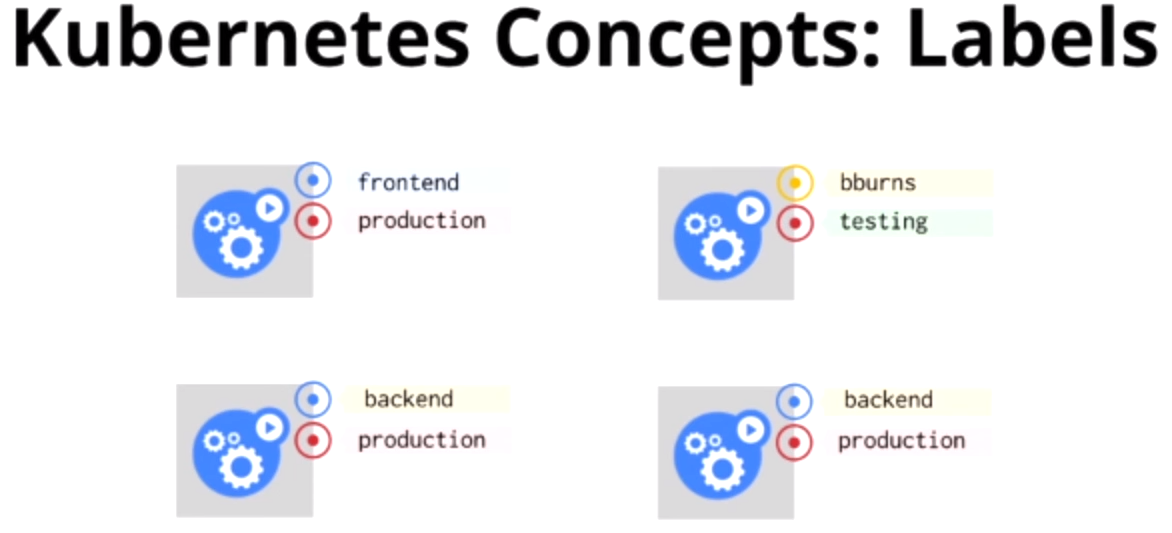 Kubernetes Concepts: Labels
frontend
production
bburns
testing
backend
production
backend
production